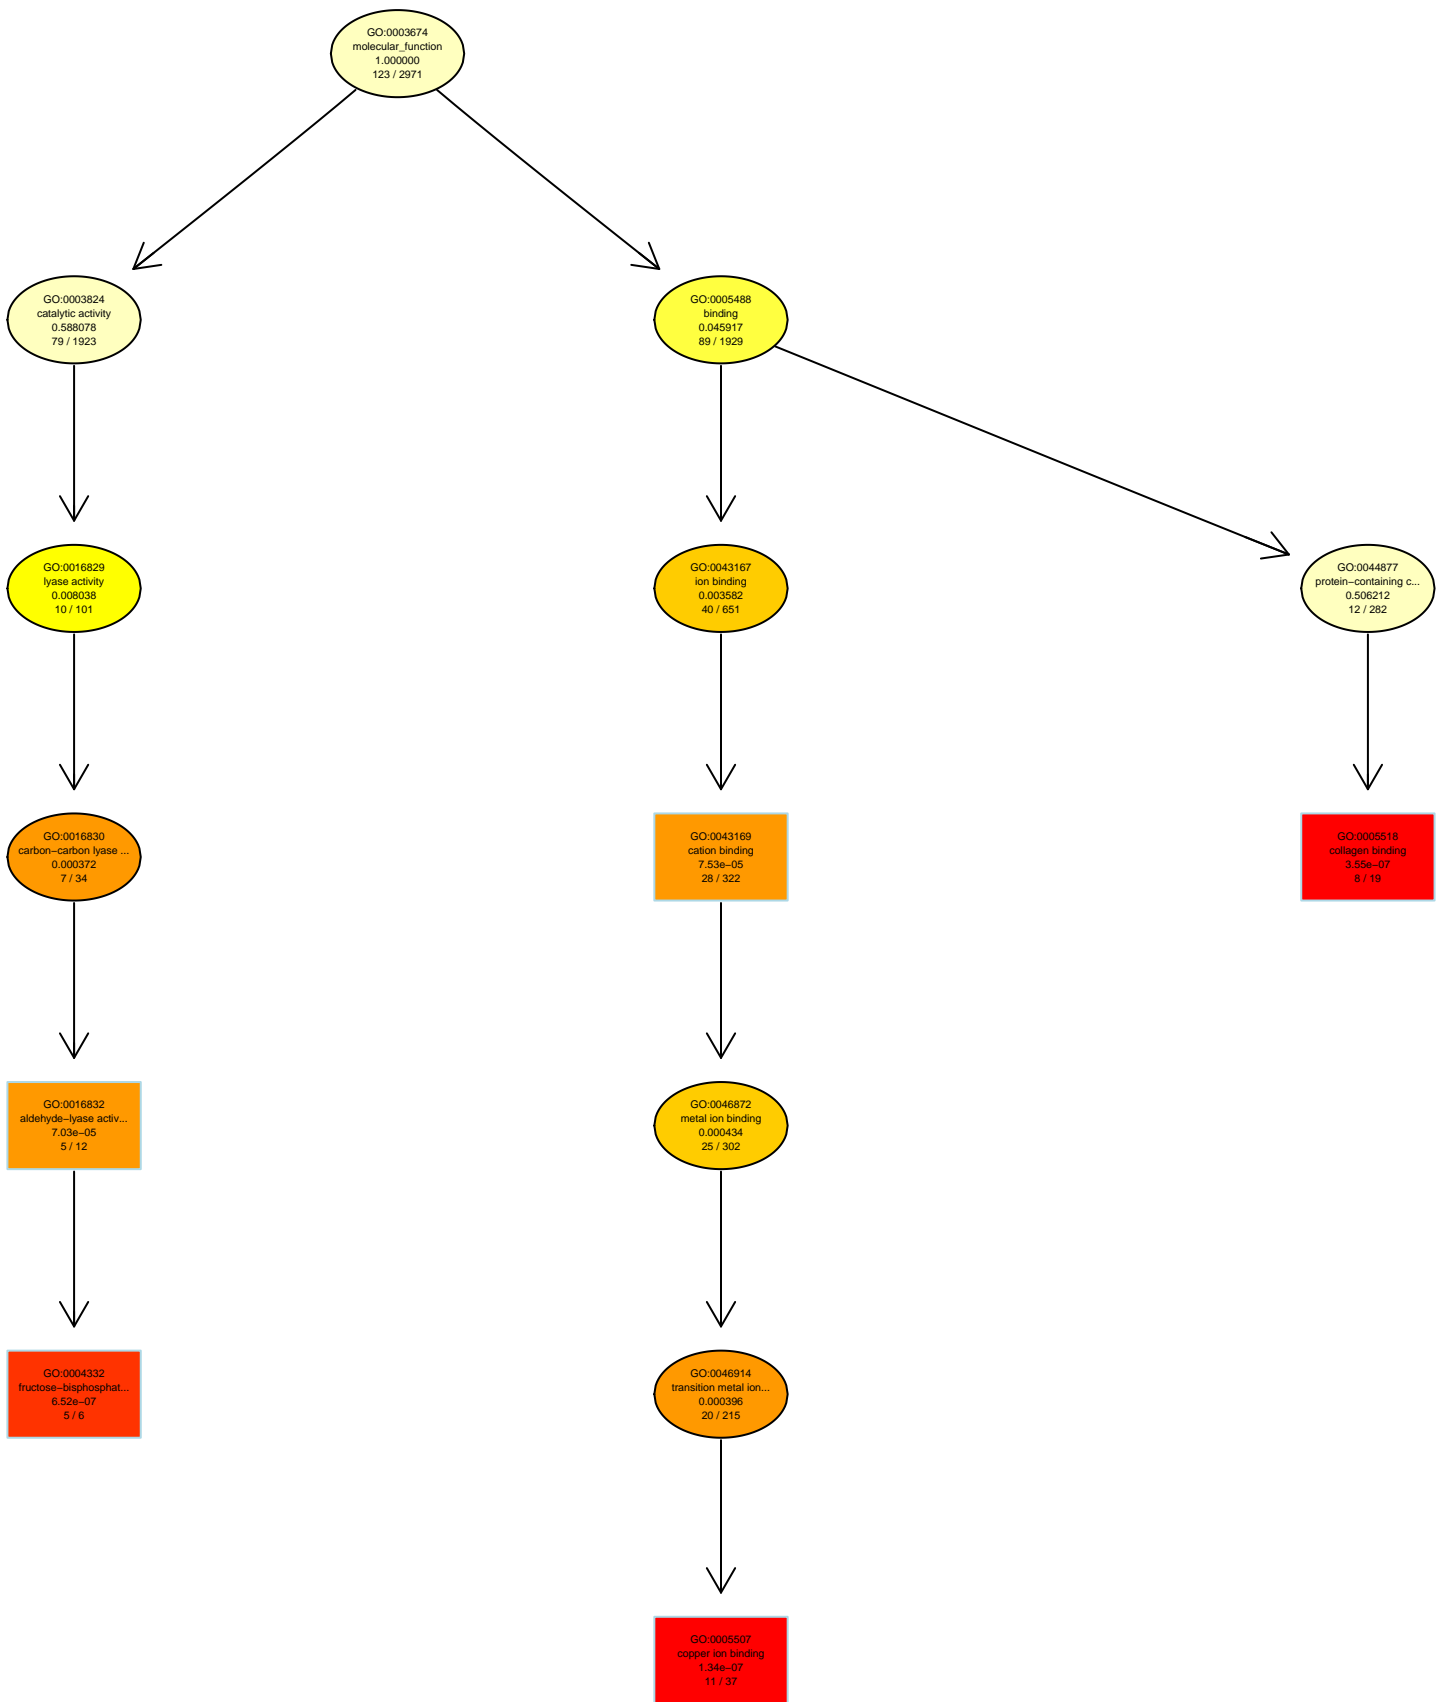 GO:0003674
molecular_function
1.000000
123 / 2971
GO:0003824
catalytic activity
0.588078
79 / 1923
GO:0005488
binding
0.045917
89 / 1929
GO:0016829
lyase activity
0.008038
10 / 101
GO:0043167
ion binding
0.003582
40 / 651
GO:0044877
protein−containing c...
0.506212
12 / 282
GO:0016830
carbon−carbon lyase ...
0.000372
7 / 34
GO:0043169
cation binding
7.53e−05
28 / 322
GO:0005518
collagen binding
3.55e−07
8 / 19
GO:0016832
aldehyde−lyase activ...
7.03e−05
5 / 12
GO:0046872
metal ion binding
0.000434
25 / 302
GO:0004332
fructose−bisphosphat...
6.52e−07
5 / 6
GO:0046914
transition metal ion...
0.000396
20 / 215
GO:0005507
copper ion binding
1.34e−07
11 / 37